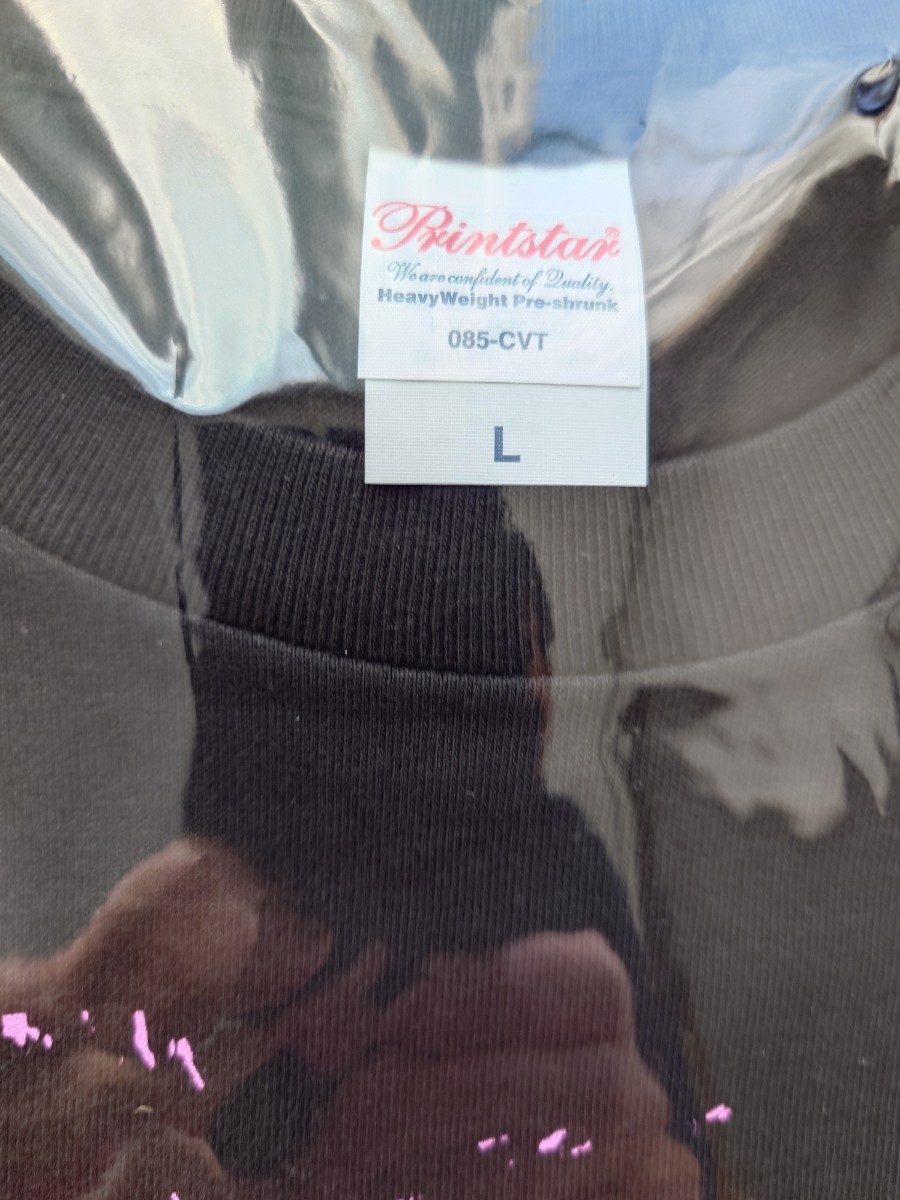 Printstar®
We are confident of Quality.
HeavyWeight Pre-shrunk
085-CVT
L